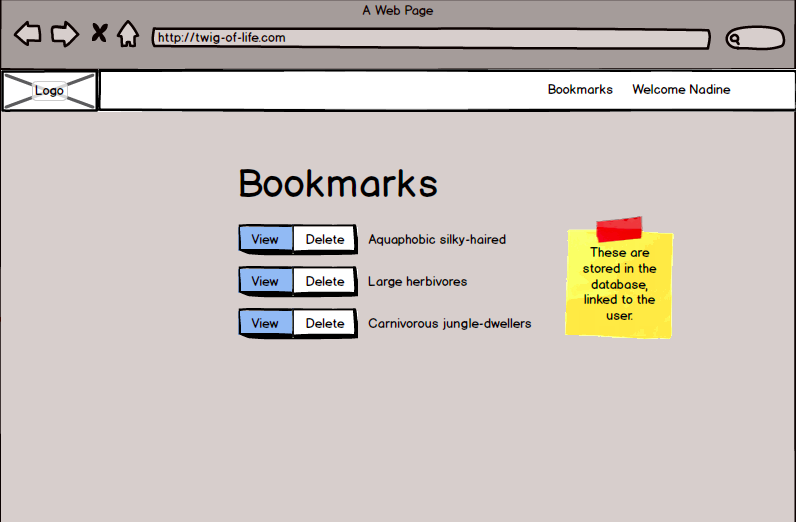 A Web Page
http://twig-of-life.com
Logo
Bookmarks Welcome Nadine
Bookmarks
View Delete Aquaphobic silky-haired
View Delete Large herbivores
View Delete Carnivorous jungle-dwellers
These are
stored in the
database,
linked to the
user.